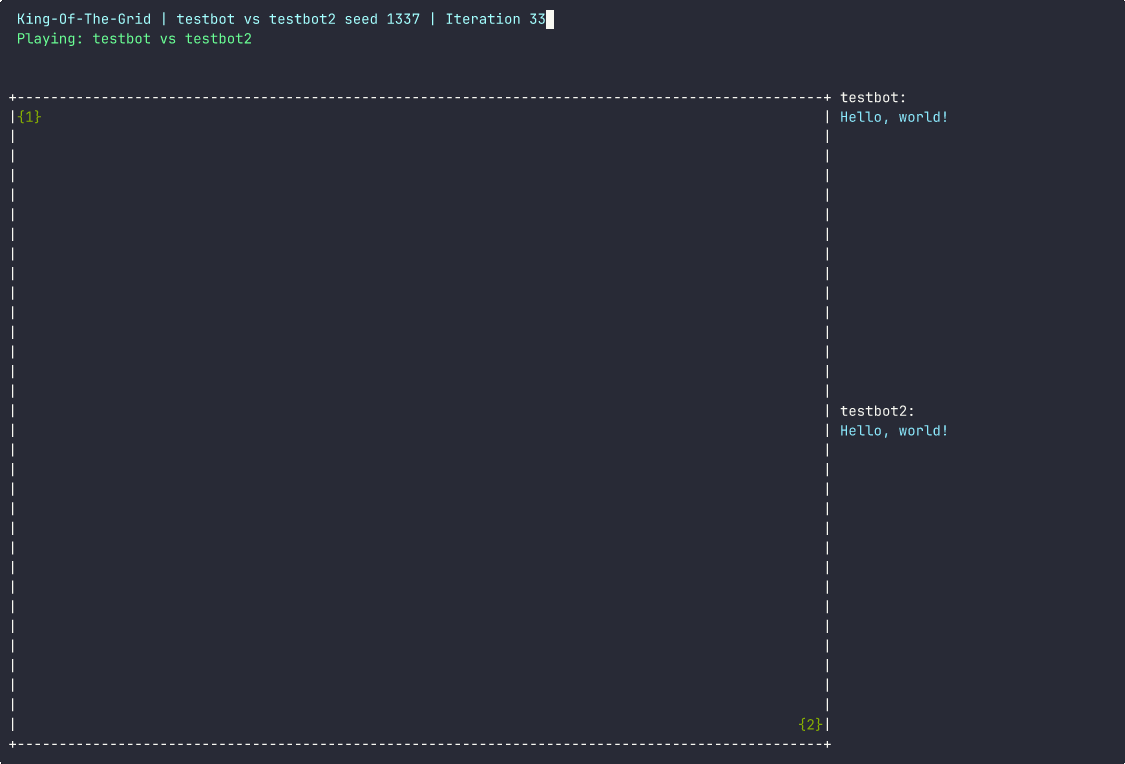 King-Of-The-Grid | testbot vs testbot2 seed 1337 | Iteration 33
Playing: testbot vs testbot2
testbot:
{1}
Hello, world!
testbot2:
Hello, world!
{2}